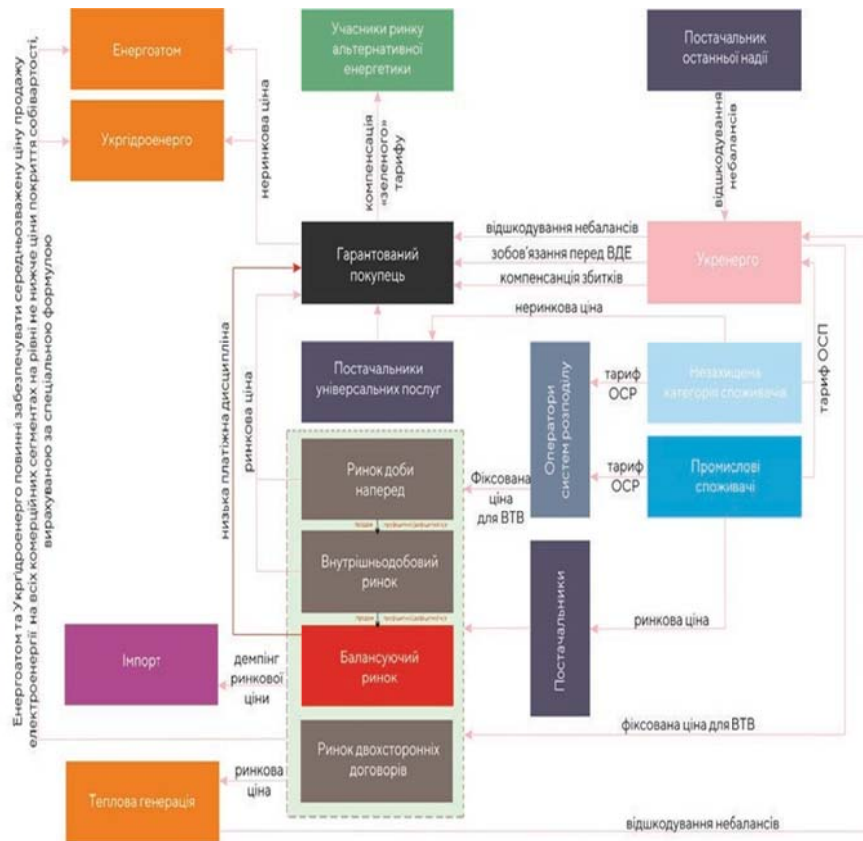 Енергоатом
Укргідроенерго
Учасники ринку
альтернативної
енергетики
Постачальник
останньої надії
Енергоатом та Укргідроенерго повинні забезпечувати середньозважену ціну продажу
електроенергії на всіх комерційних сегментах на рівні не нижче ціни покриття собівартості,
вирахуваною за спеціальною формулою
неринкова ціна
компенсація
«зеленого»
тарифу
відшкодування
небалансів
Гарантований
покупець
відшкодування небалансів
зобов'язання перед ВДЕ
компенсанція збитків
Укренерго
неринкова ціна
Постачальники
універсальних послуг
Оператори
систем розподілу
тариф
ОСР
Незахищена
категорія споживачів
тариф ОСП
низька платіжна дисципліна
ринкова ціна
Ринок доби
наперед
Фіксована
ціна
для ВТВ
тариф
ОСР
Промислові
споживачі
Внутрішньодобовий
ринок
Постачальники
ринкова ціна
Імпорт
демпінг
ринкової
ціни
Балансуючий
ринок
фіксована ціна для ВТВ
Ринок двохсторонніх
договорів
Теплова генерація
ринкова
ціна
відшкодування небалансів